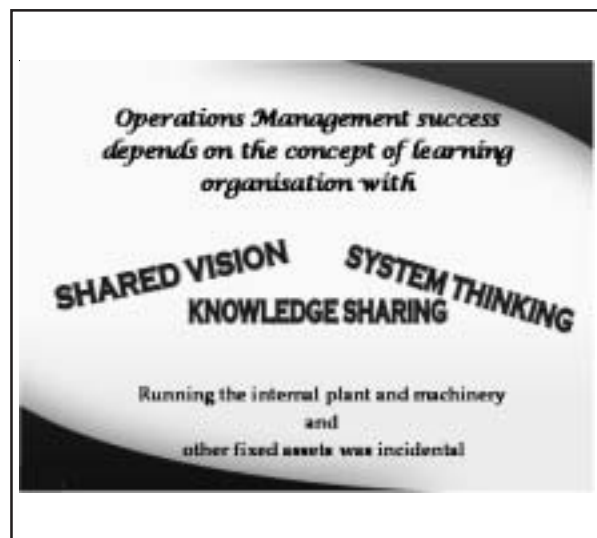 Operations Management success
depends on the concept of learning
organisation with
SHARED VISION
SYSTEM THINKING
KNOWLEDGE SHARING
Running the internal plant and machinery
and
other fixed assets was incidental